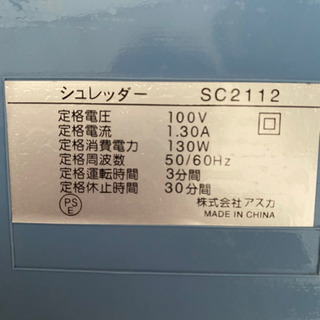 シュレッダー SC2112
定格電圧 100V
定格電流 1.30A
定格消費電力 130W
定格周波数 50/60Hz
定格運転時間 3分間
定格休止時間 30分間
PS
E
株式会社 アスカ
MADE IN CHINA